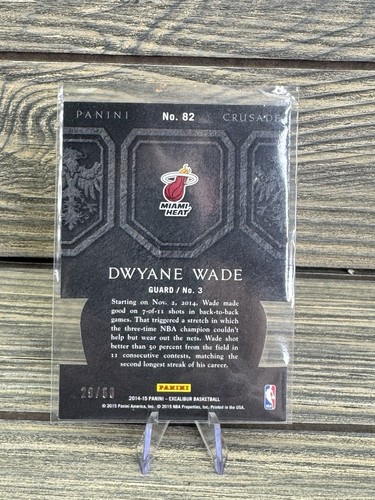 PANINI No. 82 CRUSADE
MIAMI HEAT
DWYANE WADE
GUARD / No. 3
Starting on Nov. 2, 2014, Wade made
good on 7-of-11 shots in back-to-back
games. That triggered a stretch in which
the three-time NBA champion couldn't
help but wear out the nets. Wade shot
better than 50 percent from the field in
11 consecutive contests, matching the
second longest streak of his career.
PANINI
2014-15 PANINI – EXCALIBUR BASKETBALL
© 2015 Panini America, Inc. © 2015 NBA Properties, Inc. Printed in the USA.